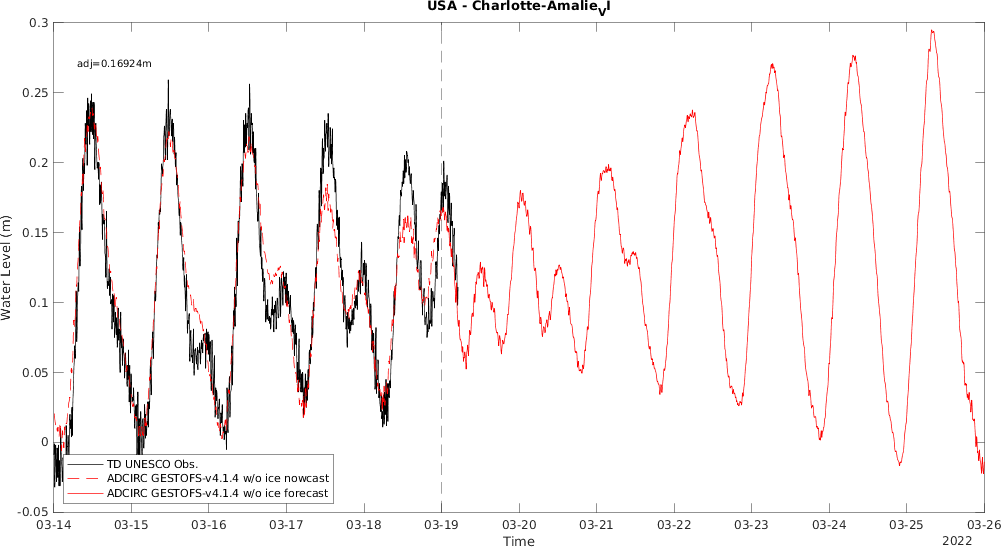 USA - Charlotte-Amalie_VI
adj=0.16924m
0.3
0.25
0.2
0.15
0.1
0.05
0
-0.05
Water Level (m)
TD UNESCO Obs.
ADCIRC GESTOFS-v4.1.4 w/o ice nowcast
ADCIRC GESTOFS-v4.1.4 w/o ice forecast
03-14 03-15 03-16 03-17 03-18 03-19 03-20 03-21 03-22 03-23 03-24 03-25 03-26
Time
2022